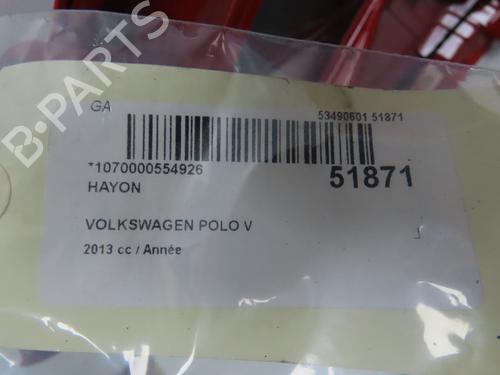 B-PARTS
GA
53490601 51871
*1070000554926
51871
HAYON
VOLKSWAGEN POLO V
2013 cc / Année